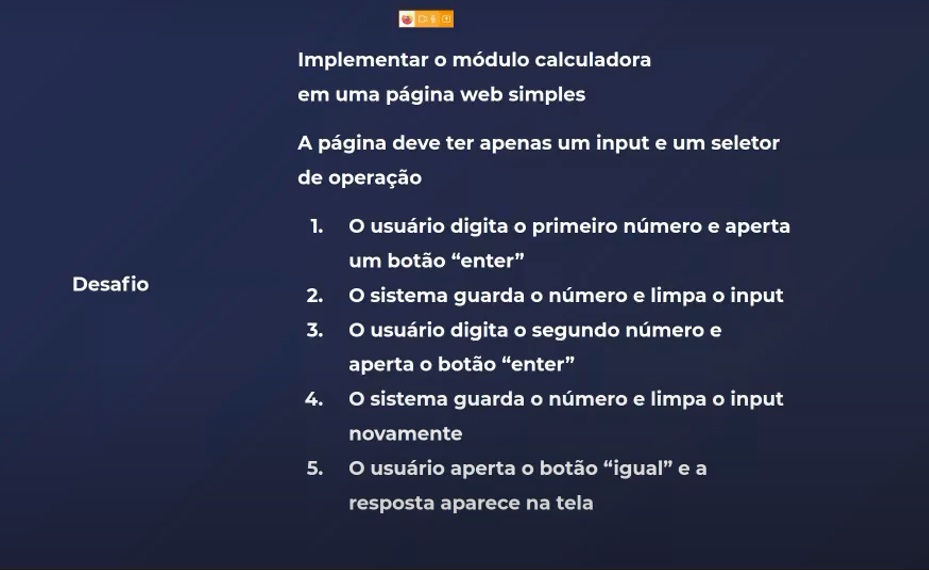 Implementar o módulo calculadora
em uma página web simples
A página deve ter apenas um input e um seletor
de operação
1. O usuário digita o primeiro número e aperta
um botão “enter”
Desafio
2. O sistema guarda o número e limpa o input
3. O usuário digita o segundo número e
aperta o botão “enter”
4. O sistema guarda o número e limpa o input
novamente
5. O usuário aperta o botão “igual” e a
resposta aparece na tela